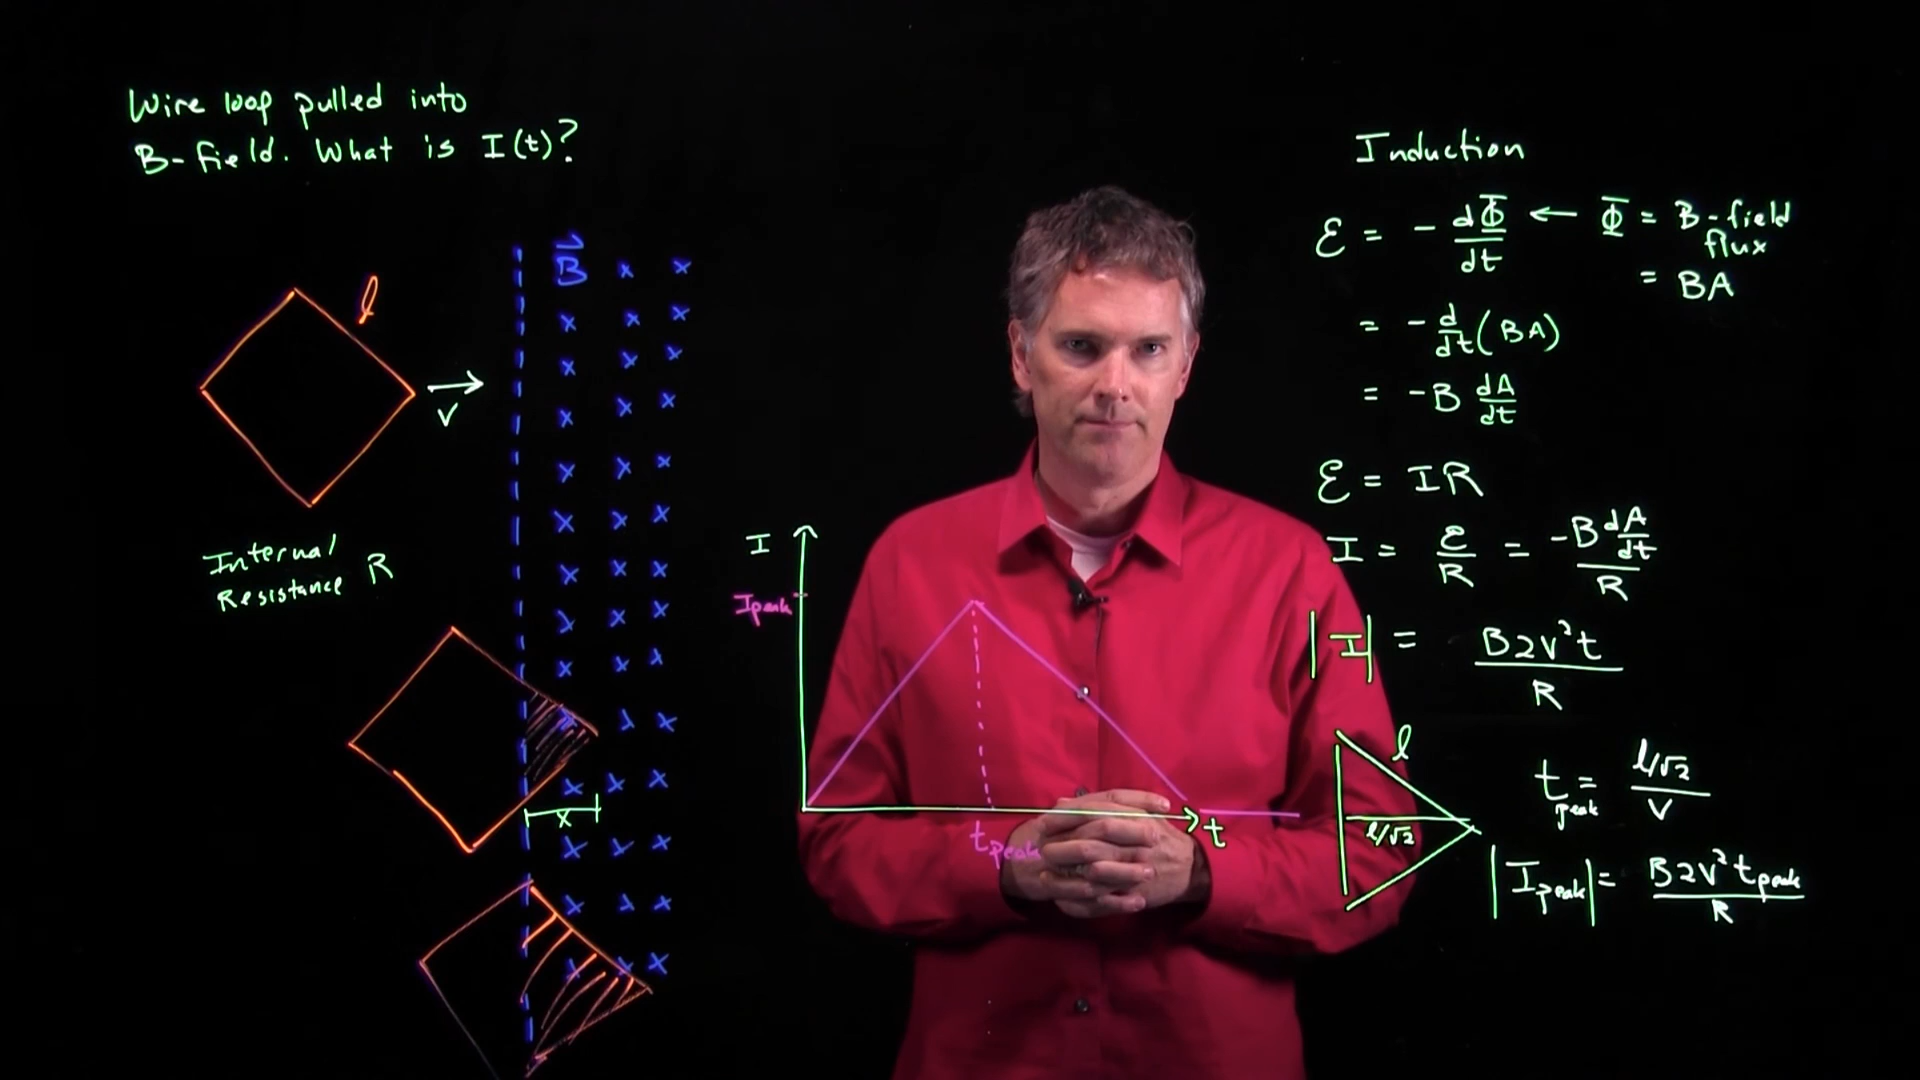 Wire loop pulled into
B-field. What is I(t)?
l
v
Internal
Resistance R
B⃗ x x
x x x
x x x
x x x
x x x
x x x
x x x
x x x
x x x
x x
x x x
x
x x x
x x x
x x x
I
Ipeak
tpeak
t
Induction
ℰ = - dΦ/dt ← Φ = B-field
flux
= BA
= - d/dt (BA)
= -B dA/dt
ℰ = IR
I = ℰ/R = -B dA/dt / R
|I| = B2v²t / R
l
l/√2
tpeak = l/√2 / v
|Ipeak| = B2v²tpeak / R